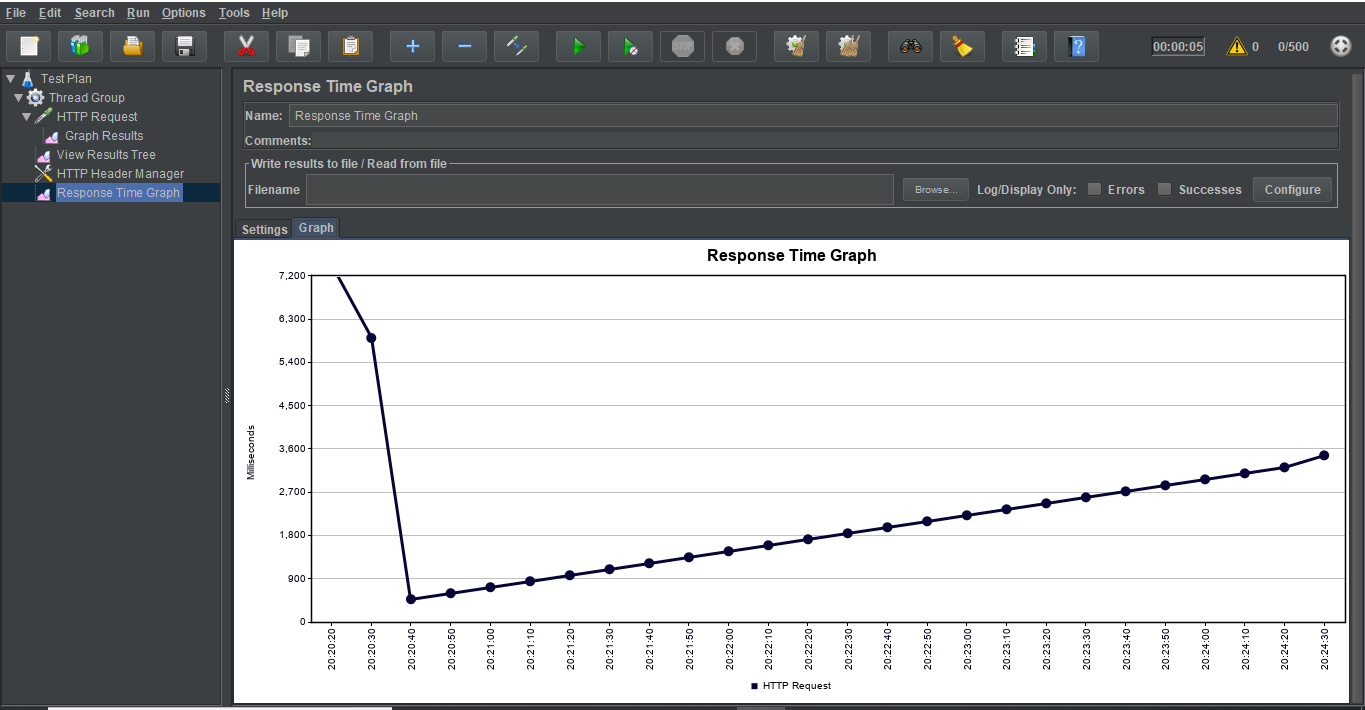 File Edit Search Run Options Tools Help
STOP 00:00:05 0 0/500
Test Plan
Thread Group
HTTP Request
Graph Results
View Results Tree
HTTP Header Manager
Response Time Graph
Response Time Graph
Name: Response Time Graph
Comments:
Write results to file / Read from file
Filename Browse... Log/Display Only: Errors Successes Configure
Settings Graph
Response Time Graph
7,200
6,300
5,400
4,500
3,600
2,700
1,800
900
0
Milliseconds
20:20:20 20:20:30 20:20:40 20:20:50 20:21:00 20:21:10 20:21:20 20:21:30 20:21:40 20:21:50 20:22:00 20:22:10 20:22:20 20:22:30 20:22:40 20:22:50 20:23:00 20:23:10 20:23:20 20:23:30 20:23:40 20:23:50 20:24:00 20:24:10 20:24:20 20:24:30
HTTP Request